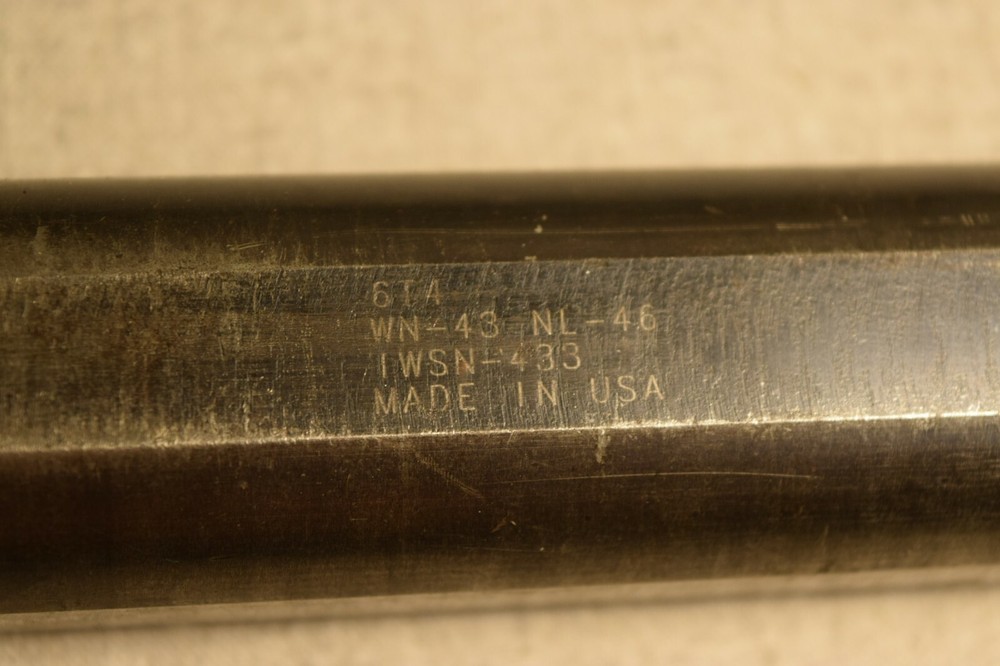 6T4
WN-43 NL-46
IWSN-433
MADE IN USA